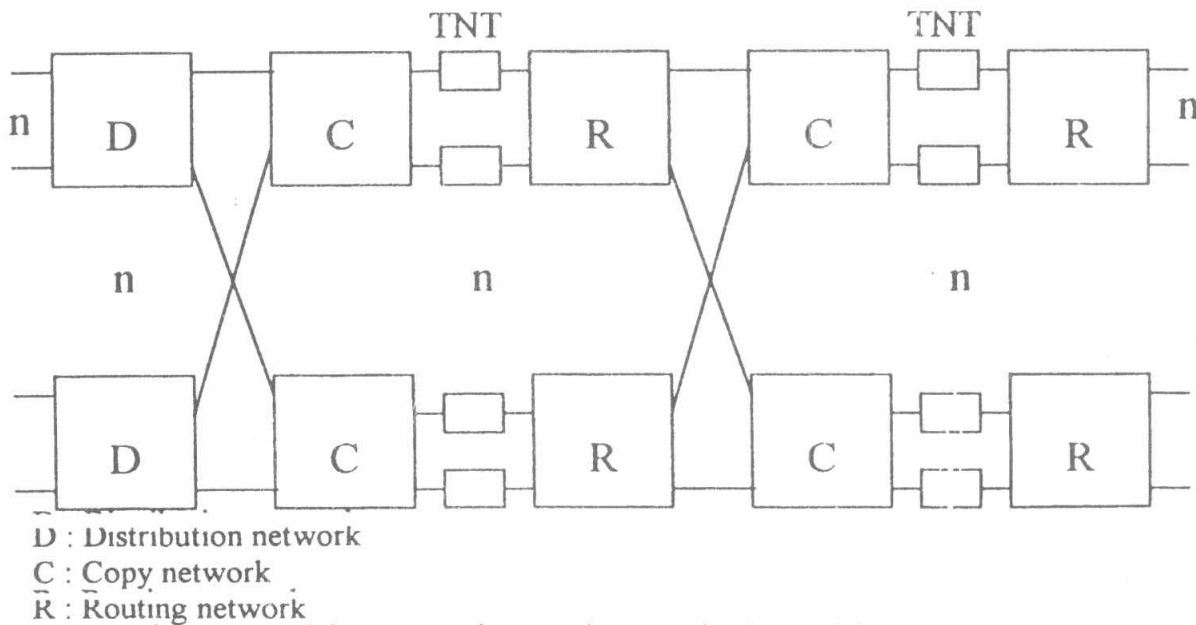 TNT TNT
n D C R C R n
n n n
D C R C R
D : Distribution network
C : Copy network
R : Routing network